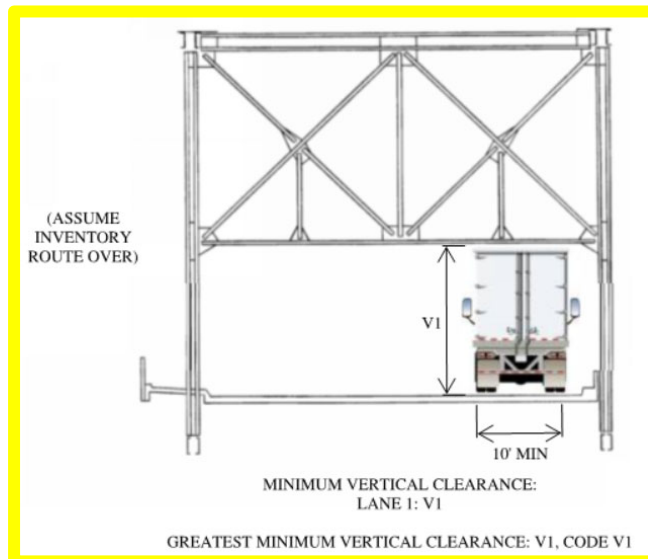 (ASSUME
INVENTORY
ROUTE OVER)
V1
10' MIN
MINIMUM VERTICAL CLEARANCE:
LANE 1: V1
GREATEST MINIMUM VERTICAL CLEARANCE: V1, CODE V1